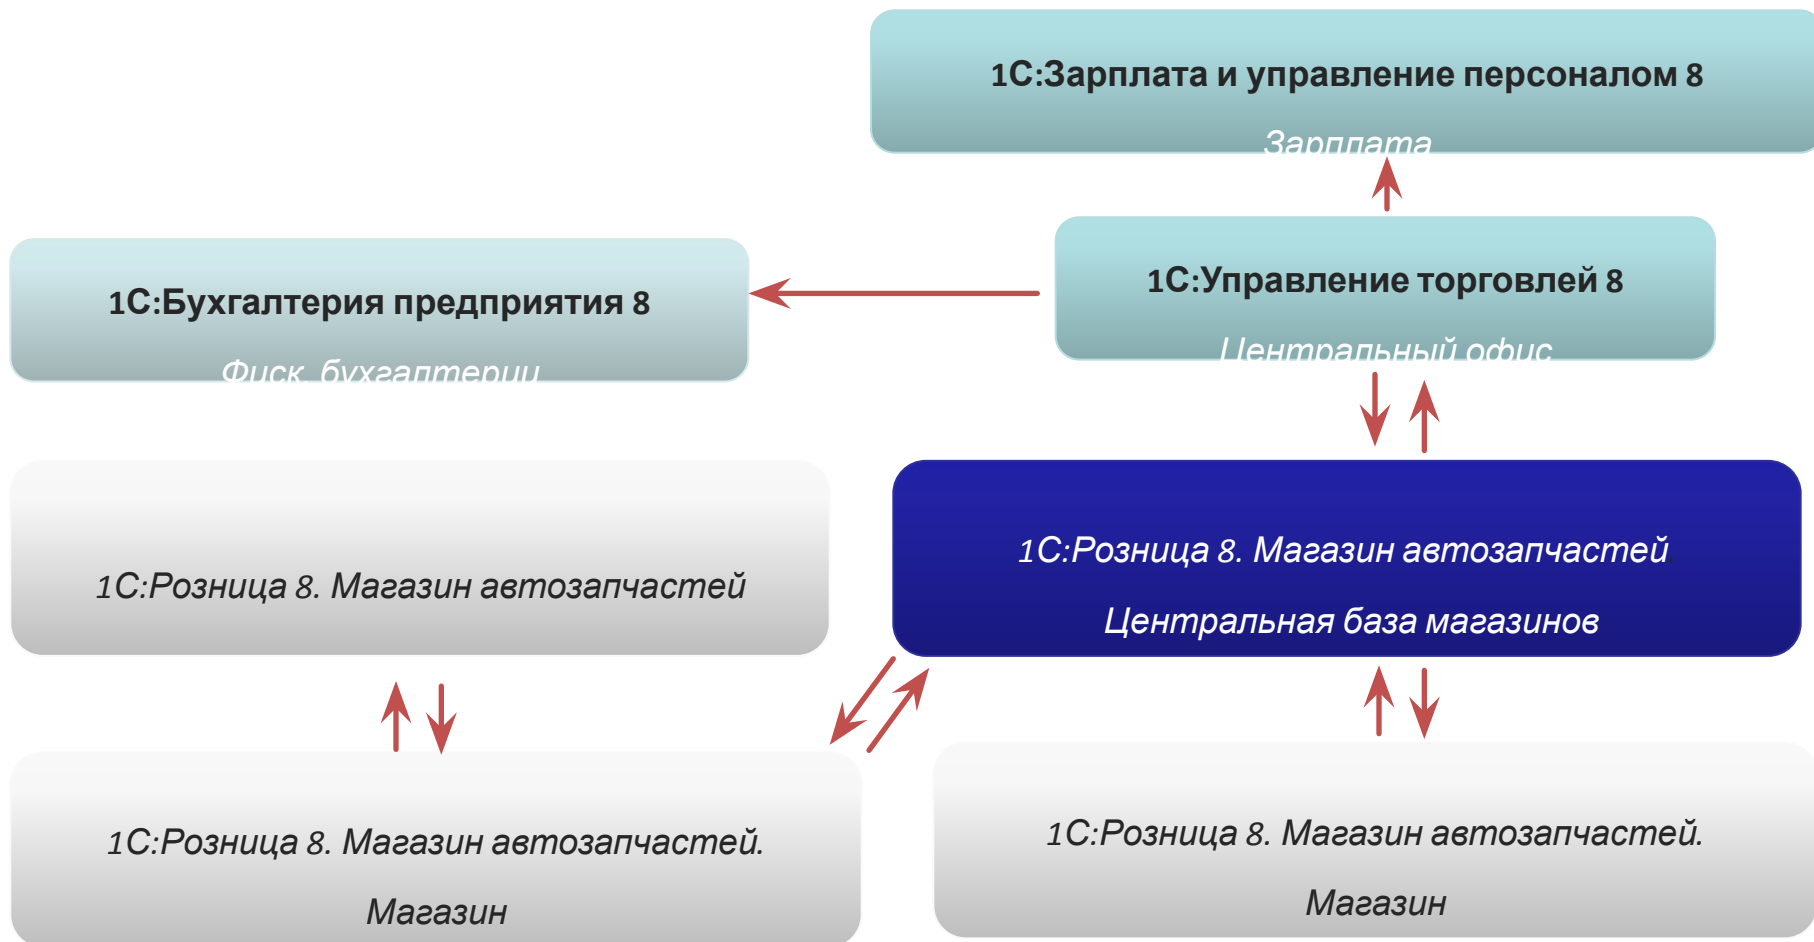 1С:Зарплата и управление персоналом 8
Зарплата
1С:Управление торговлей 8
Центральный офис
1С:Бухгалтерия предприятия 8
Фиск. бухгалтерии
1С:Розница 8. Магазин автозапчастей
1С:Розница 8. Магазин автозапчастей.
Центральная база магазинов
1С:Розница 8. Магазин автозапчастей.
Магазин
1С:Розница 8. Магазин автозапчастей.
Магазин